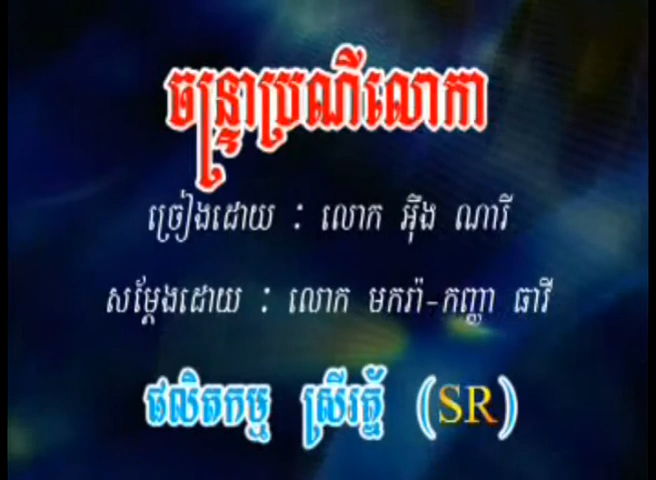 ចន្ទ្រាប្រណីលោកា
ច្រៀងដោយ : លោក អ៊ីង ណារី
សម្ដែងដោយ : លោក មករ៉ា-កញ្ញា ធារី
ផលិតកម្ម ស្រីរត្ន័ (SR)